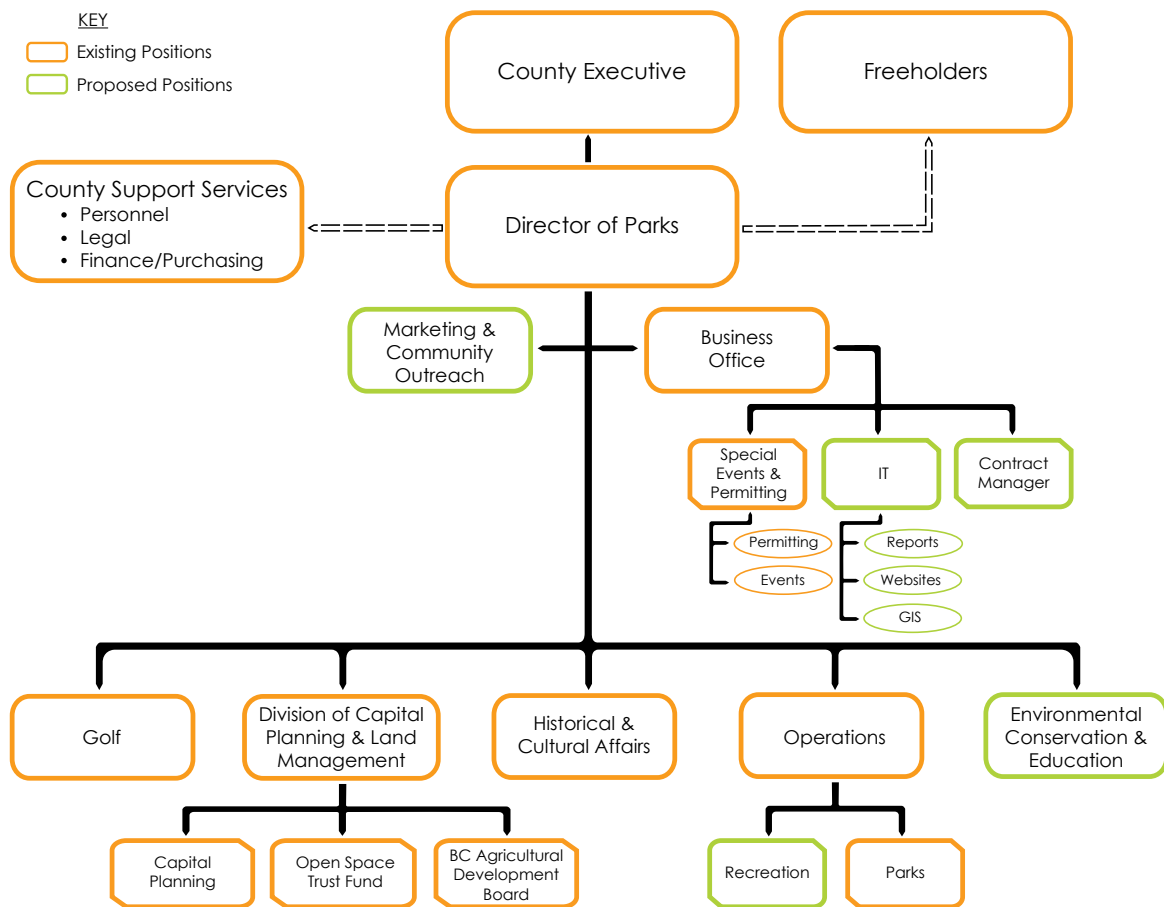 KEY
Existing Positions
Proposed Positions
County Executive
Freeholders
County Support Services
• Personnel
• Legal
• Finance/Purchasing
Director of Parks
Marketing &
Community
Outreach
Business
Office
Special
Events &
Permitting
IT
Contract
Manager
Permitting
Events
Reports
Websites
GIS
Golf
Division of Capital
Planning & Land
Management
Historical &
Cultural Affairs
Operations
Environmental
Conservation &
Education
Capital
Planning
Open Space
Trust Fund
BC Agricultural
Development
Board
Recreation
Parks